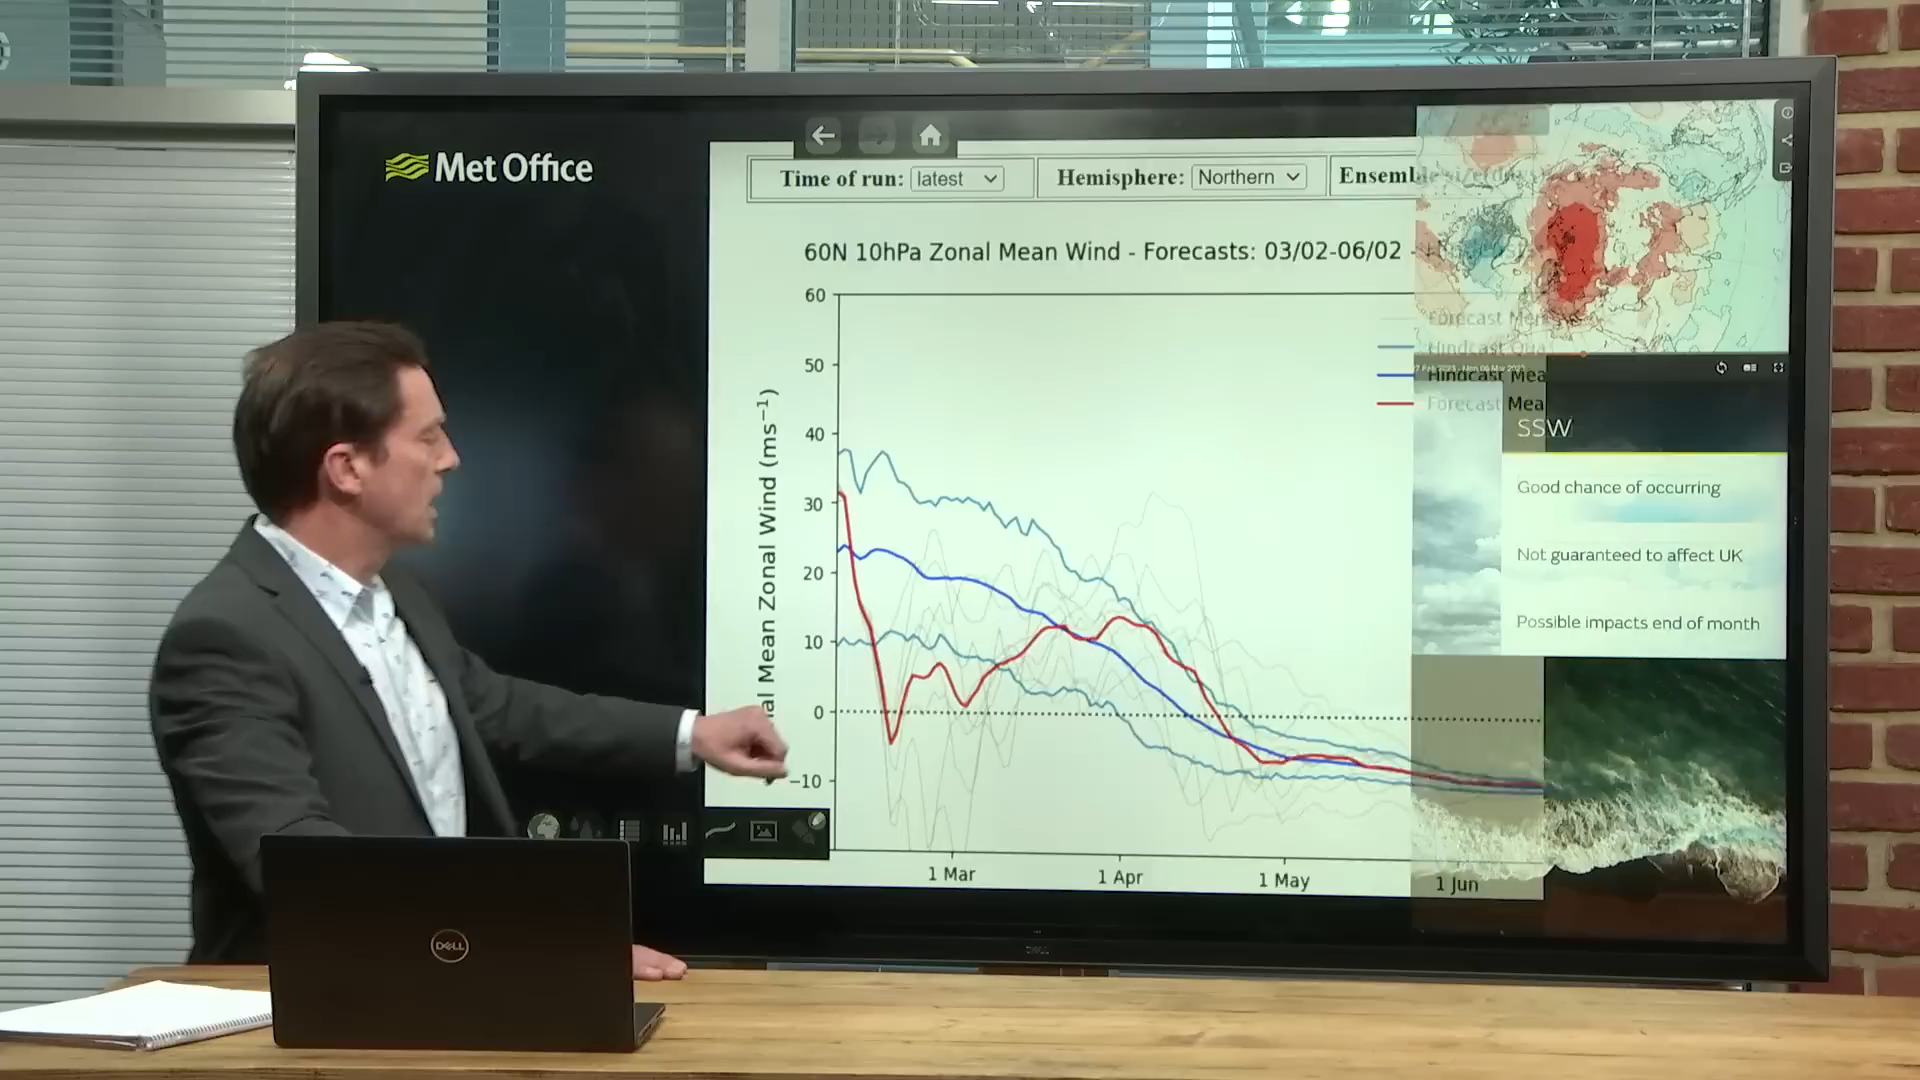 Met Office
Time of run: latest
Hemisphere: Northern
60N 10hPa Zonal Mean Wind - Forecasts: 03/02-06/02
60
50
40
30
20
10
0
−10
Mean Zonal Wind (ms⁻¹)
Forecast
Hindcast
Hindcast Mea
Forecast Mea
1 Mar
1 Apr
1 May
1 Jun
SSW
Good chance of occurring
Not guaranteed to affect UK
Possible impacts end of month
DELL